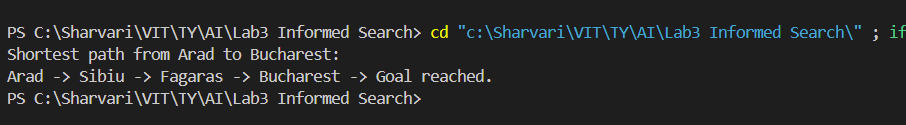 PS C:\Sharvari\VIT\TY\AI\Lab3 Informed Search> cd "c:\Sharvari\VIT\TY\AI\Lab3 Informed Search\" ; if
Shortest path from Arad to Bucharest:
Arad -> Sibiu -> Fagaras -> Bucharest -> Goal reached.
PS C:\Sharvari\VIT\TY\AI\Lab3 Informed Search>